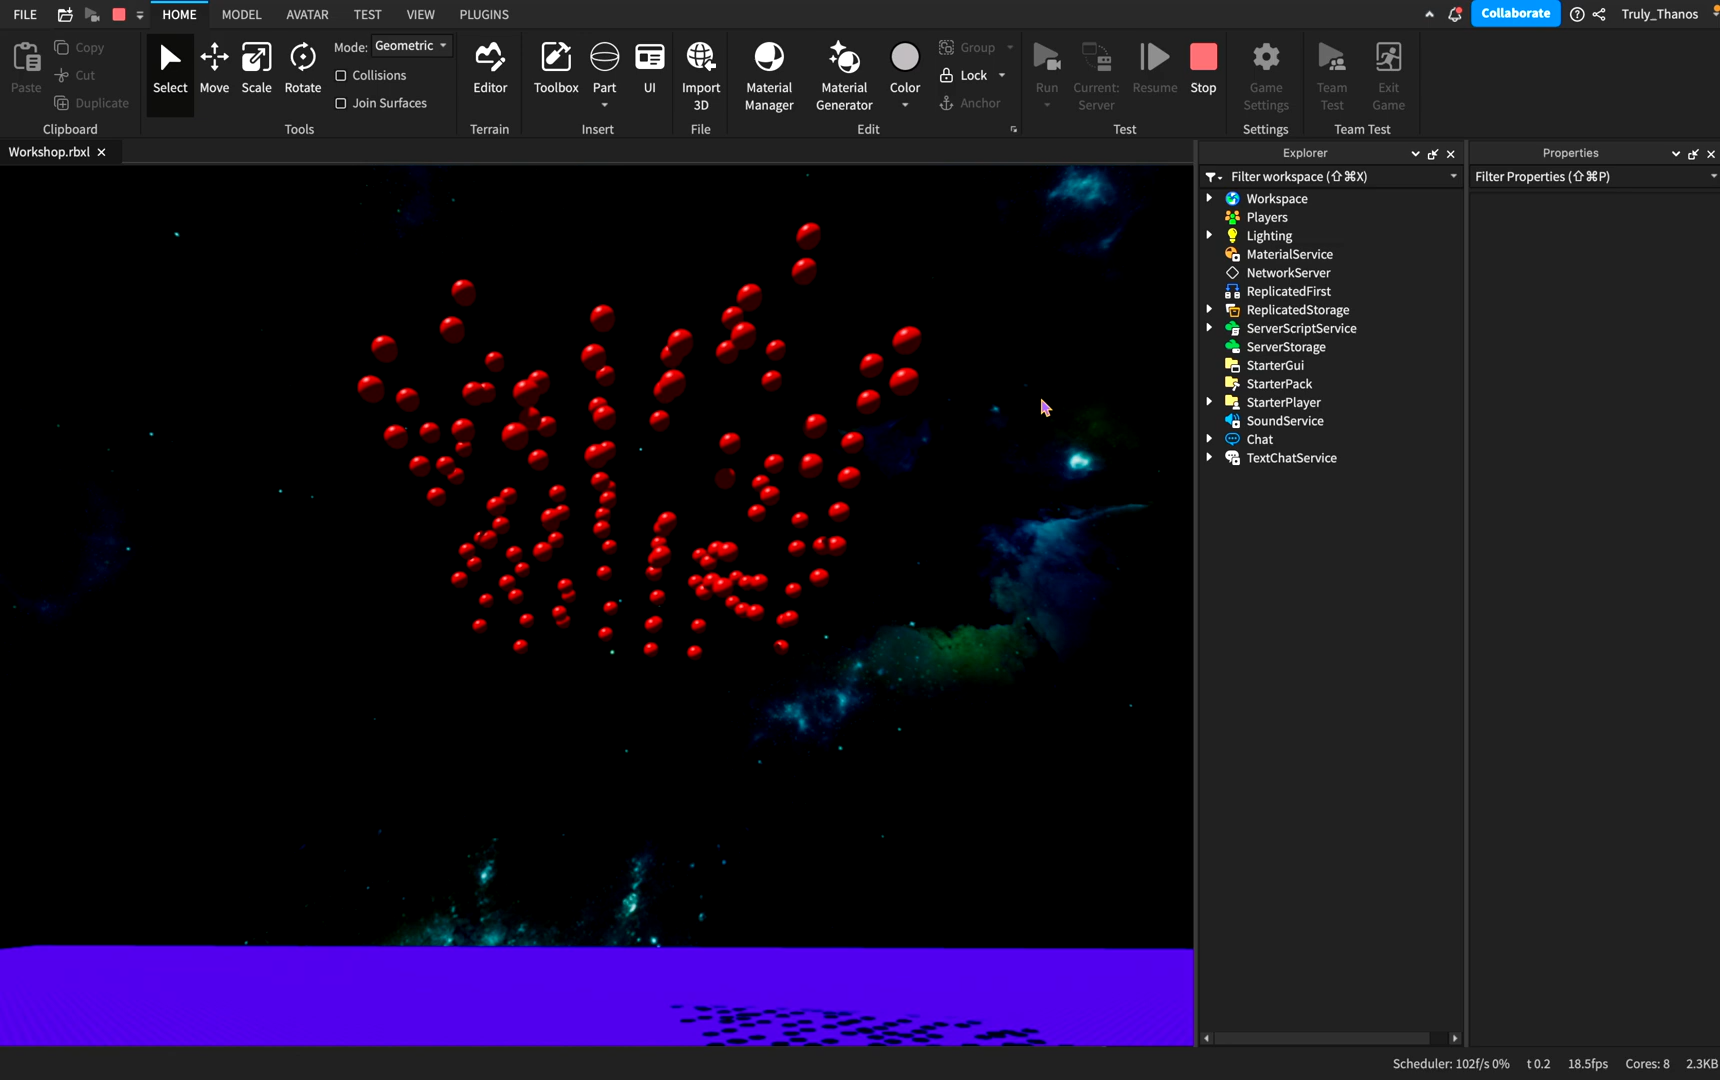 FILE HOME MODEL AVATAR TEST VIEW PLUGINS Collaborate Truly_Thanos
Paste Copy Cut Duplicate Clipboard
Select Move Scale Rotate Mode: Geometric Collisions Join Surfaces Tools
Editor Terrain
Toolbox Part UI Insert
Import 3D File
Material Manager Material Generator Color Group Lock Anchor Edit
Run Current: Server Resume Stop Test
Game Settings Settings
Team Test Exit Game Team Test
Workshop.rbxl
Explorer
Filter workspace (⇧⌘X)
Workspace
Players
Lighting
MaterialService
NetworkServer
ReplicatedFirst
ReplicatedStorage
ServerScriptService
ServerStorage
StarterGui
StarterPack
StarterPlayer
SoundService
Chat
TextChatService
Properties
Filter Properties (⇧⌘P)
Scheduler: 102f/s 0% t 0.2 18.5fps Cores: 8 2.3KB